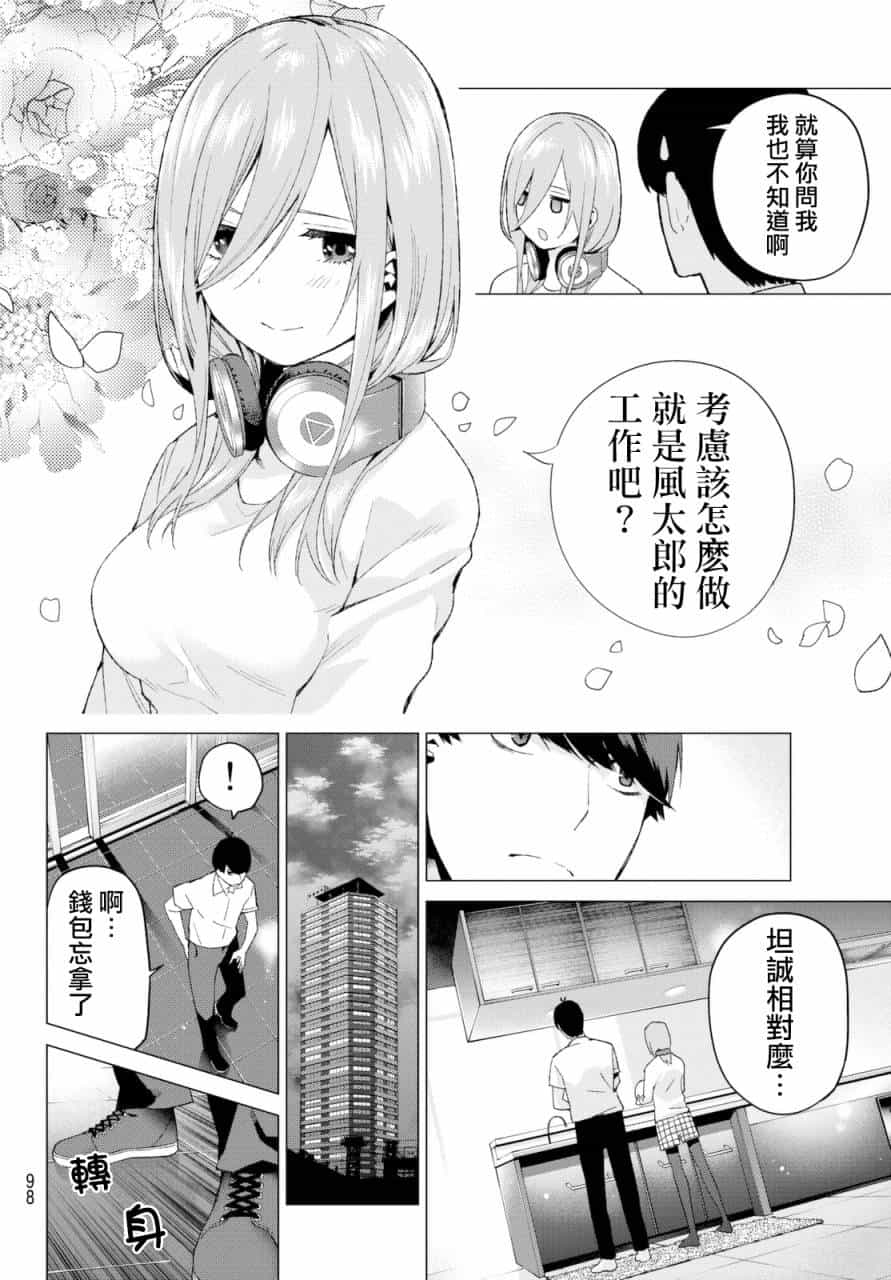 就算你問我
我也不知道啊
考慮該怎麼做
就是風太郎的
工作吧？
坦誠相對麼…
！
啊…
錢包忘拿了
轉
身
98